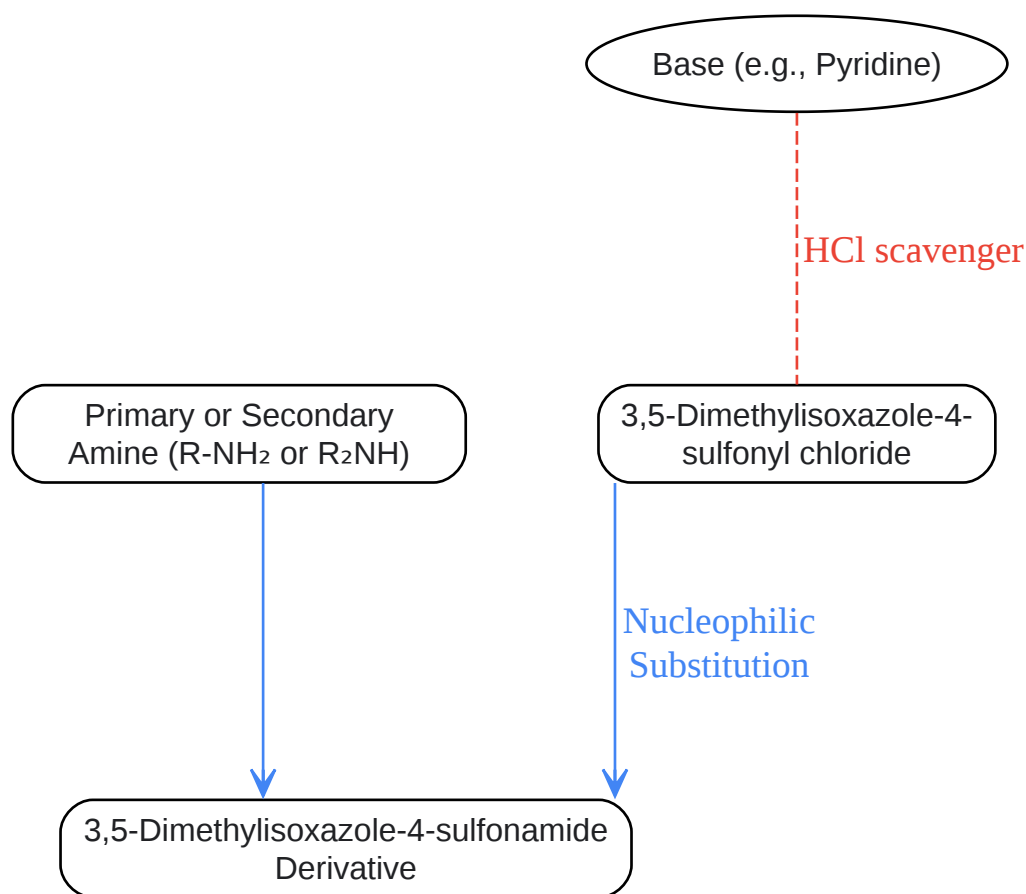 Base (e.g., Pyridine)
HCl scavenger
Primary or Secondary
Amine (R-NH₂ or R₂NH)
3,5-Dimethylisoxazole-4-
sulfonyl chloride
Nucleophilic
Substitution
3,5-Dimethylisoxazole-4-sulfonamide
Derivative